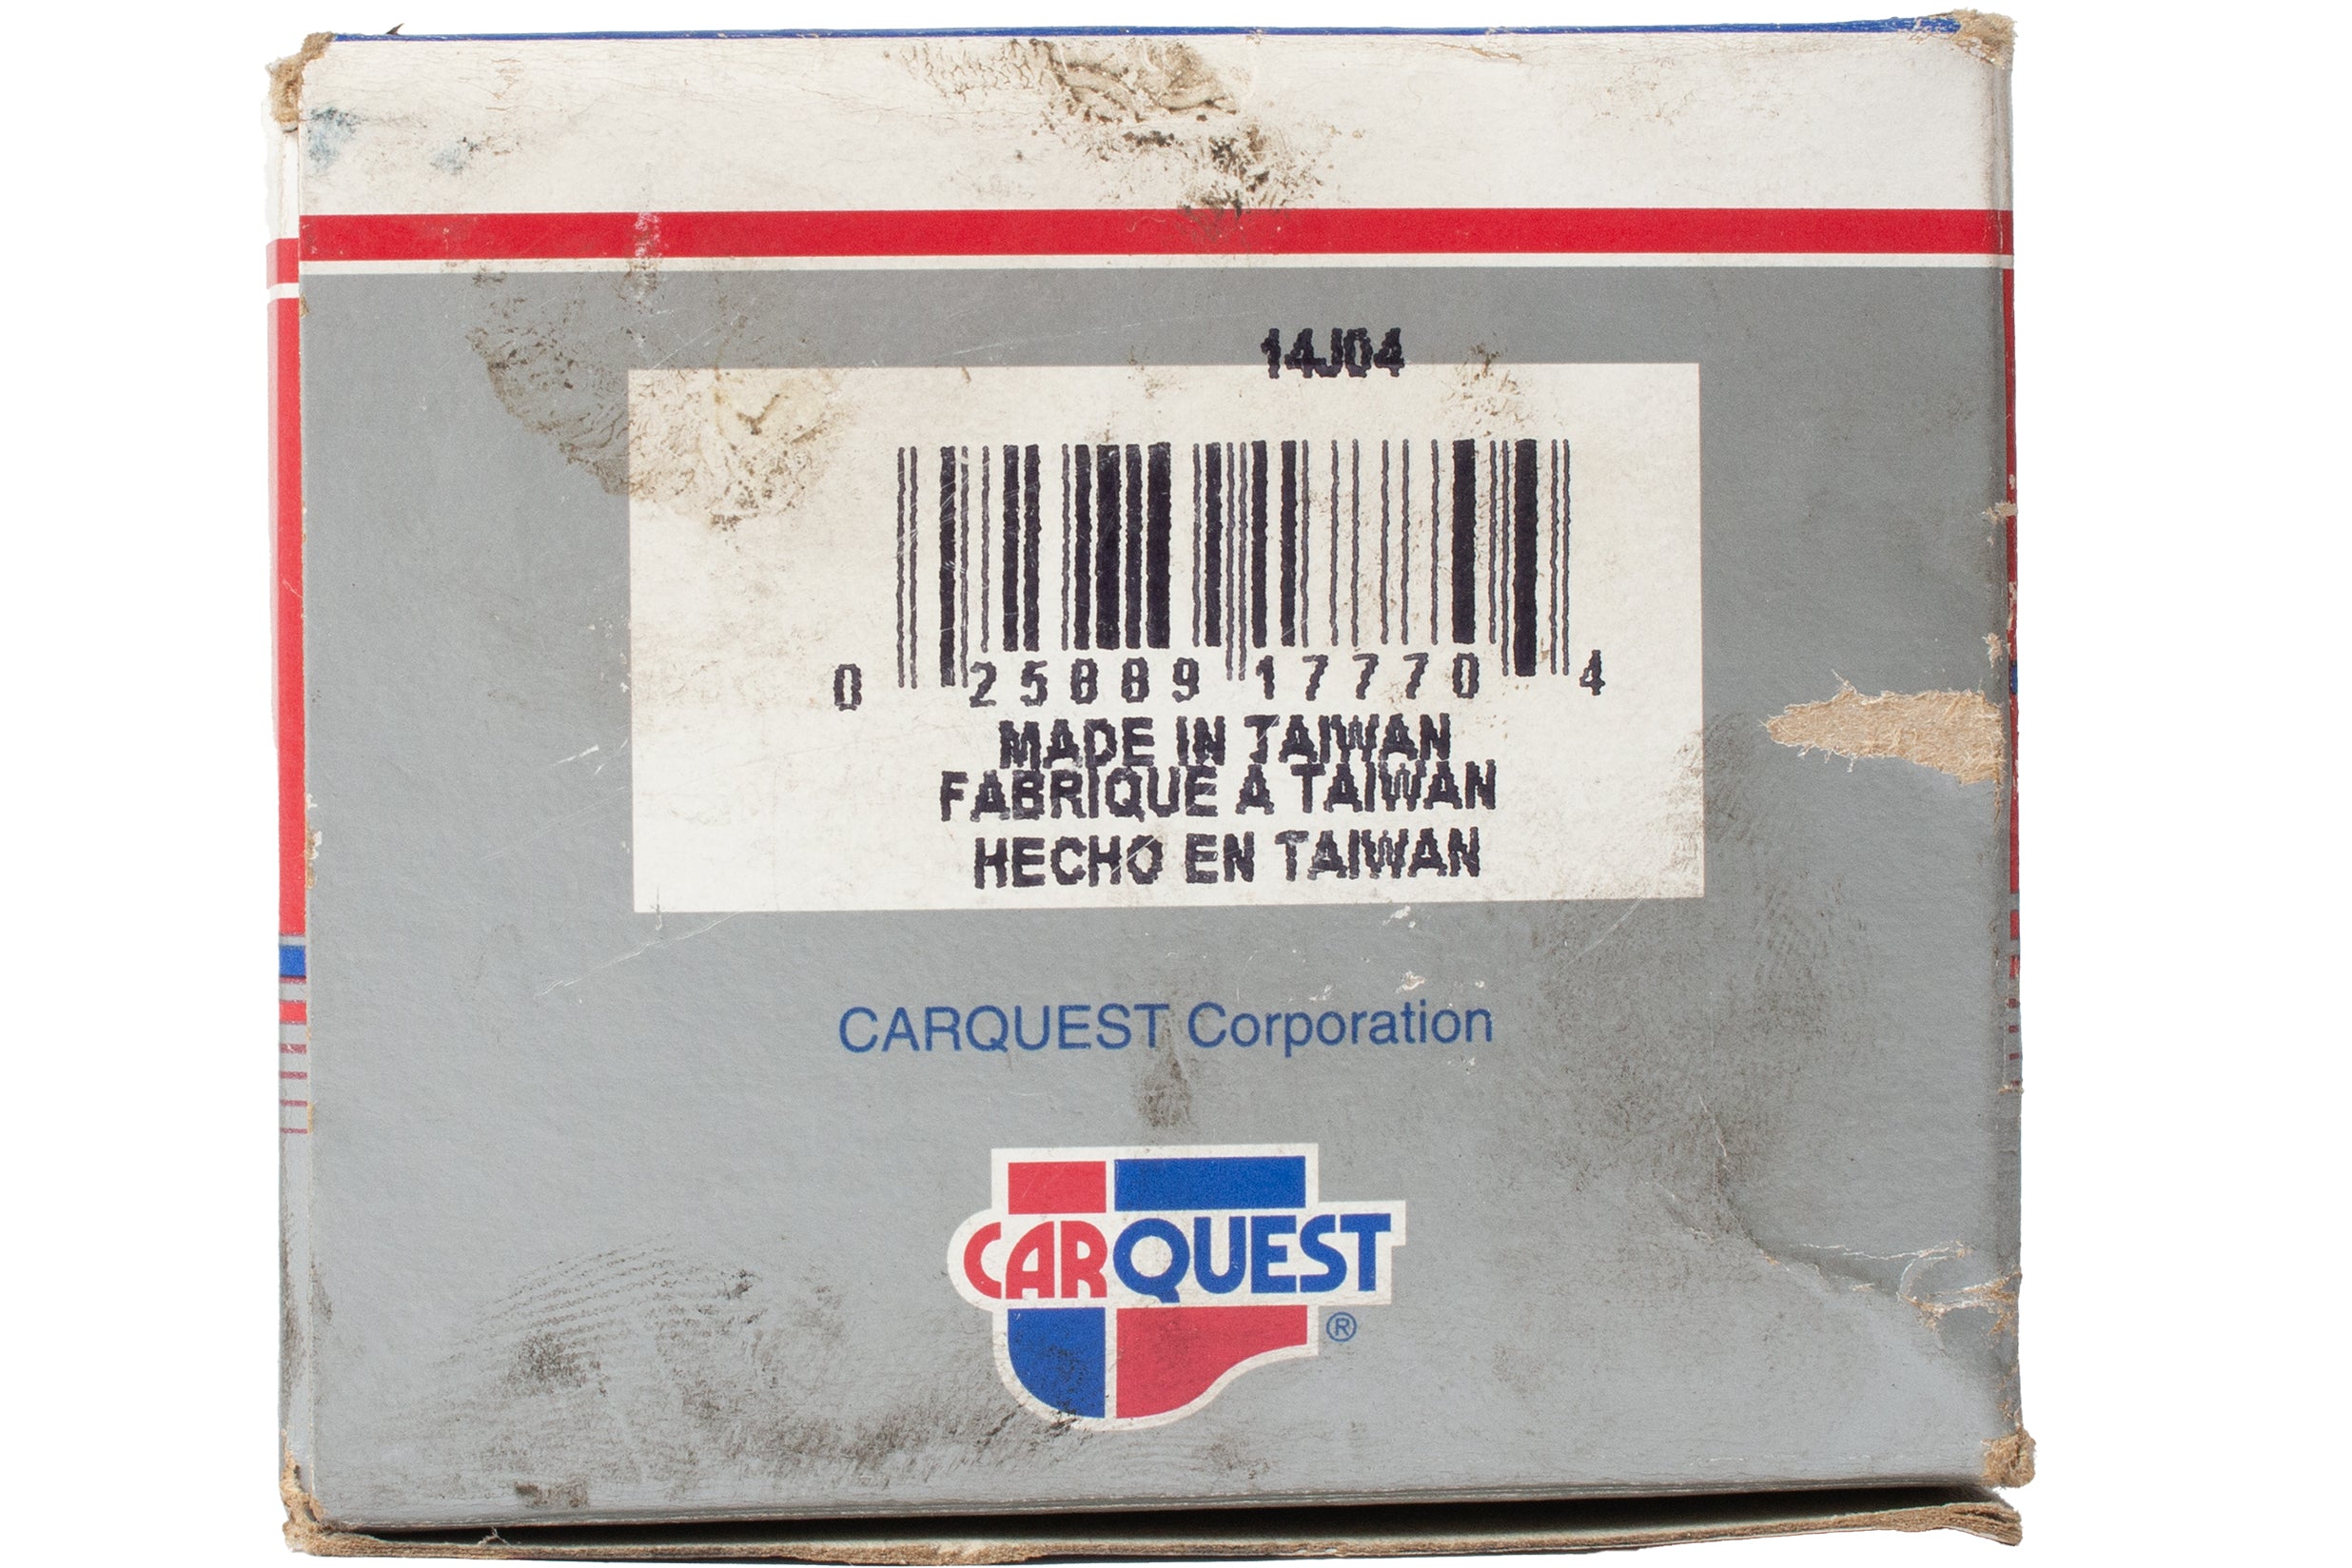 14J04
0 25889 17770 4
MADE IN TAIWAN
FABRIQUE A TAIWAN
HECHO EN TAIWAN
CARQUEST Corporation
CARQUEST
®